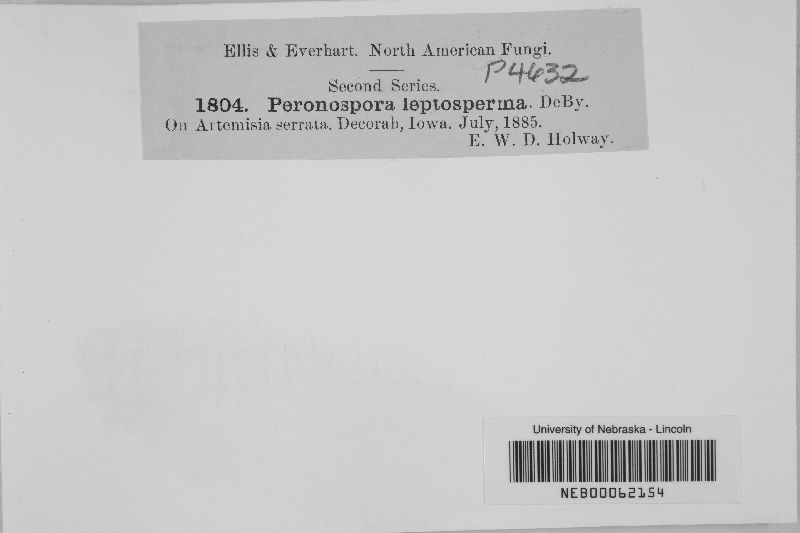 Ellis & Everhart. North American Fungi.
P4632
Second Series.
1804. Peronospora leptosperma. DeBy.
On Artemisia serrata, Decorah, Iowa. July, 1885.
E. W. D. Holway.
University of Nebraska - Lincoln
NEB00062154